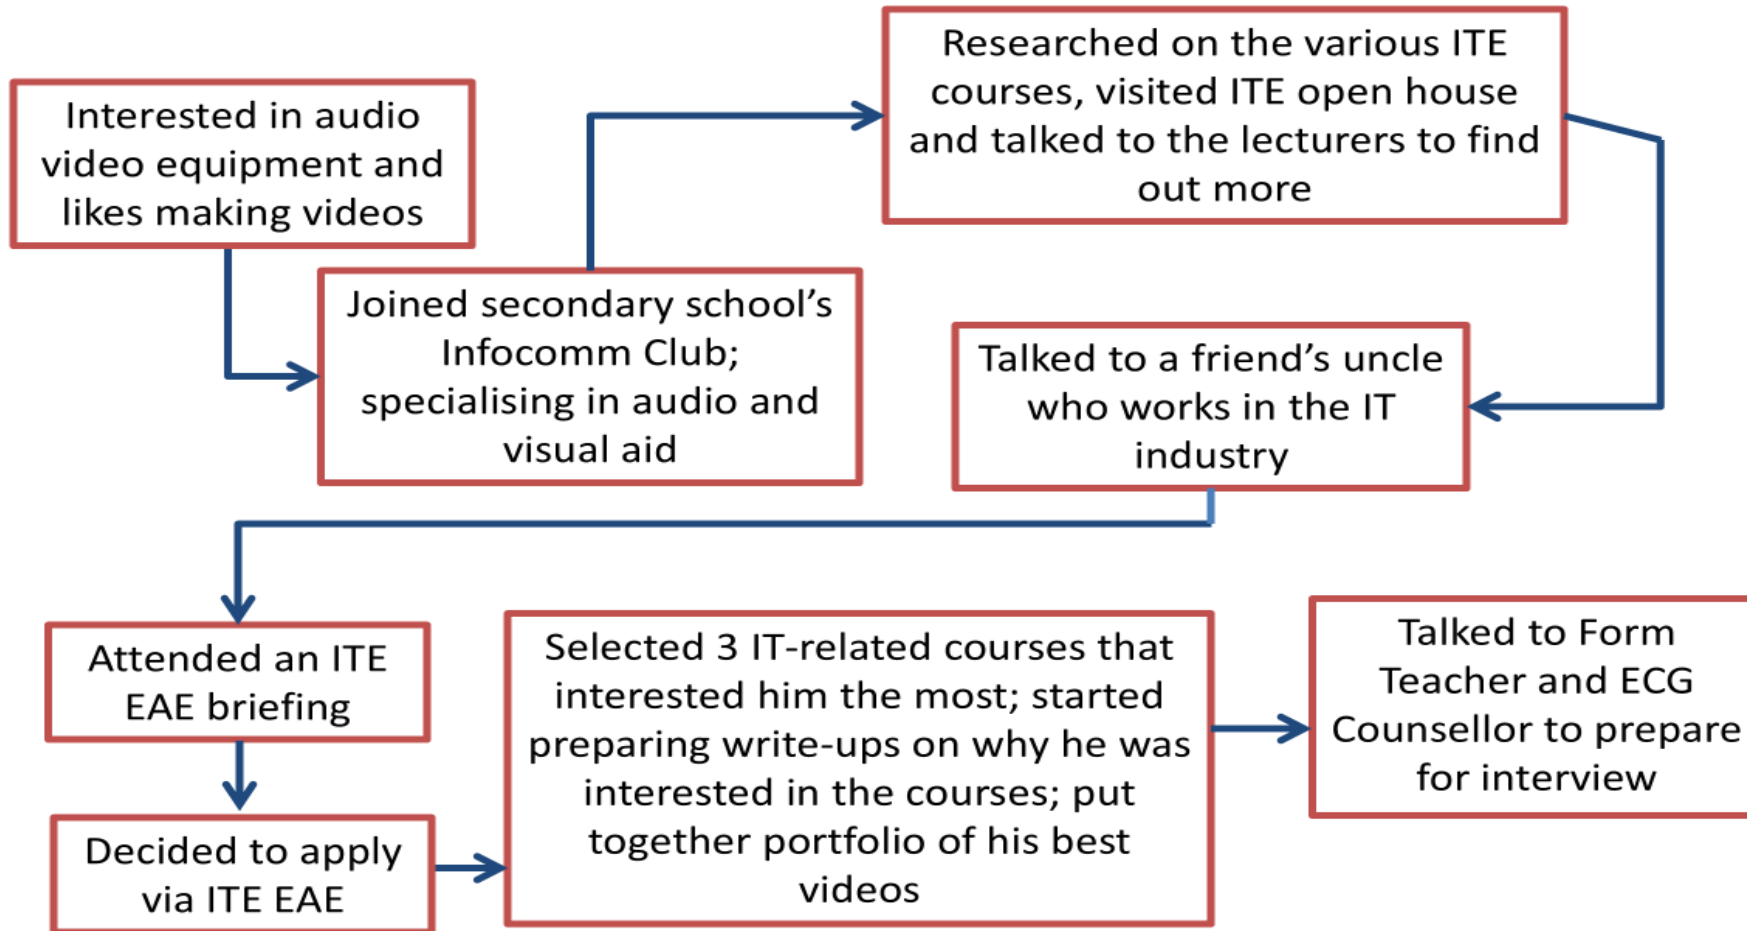 Interested in audio
video equipment and
likes making videos
Joined secondary school’s
Infocomm Club;
specialising in audio and
visual aid
Researched on the various ITE
courses, visited ITE open house
and talked to the lecturers to find
out more
Talked to a friend’s uncle
who works in the IT
industry
Attended an ITE
EAE briefing
Decided to apply
via ITE EAE
Selected 3 IT-related courses that
interested him the most; started
preparing write-ups on why he was
interested in the courses; put
together portfolio of his best
videos
Talked to Form
Teacher and ECG
Counsellor to prepare
for interview